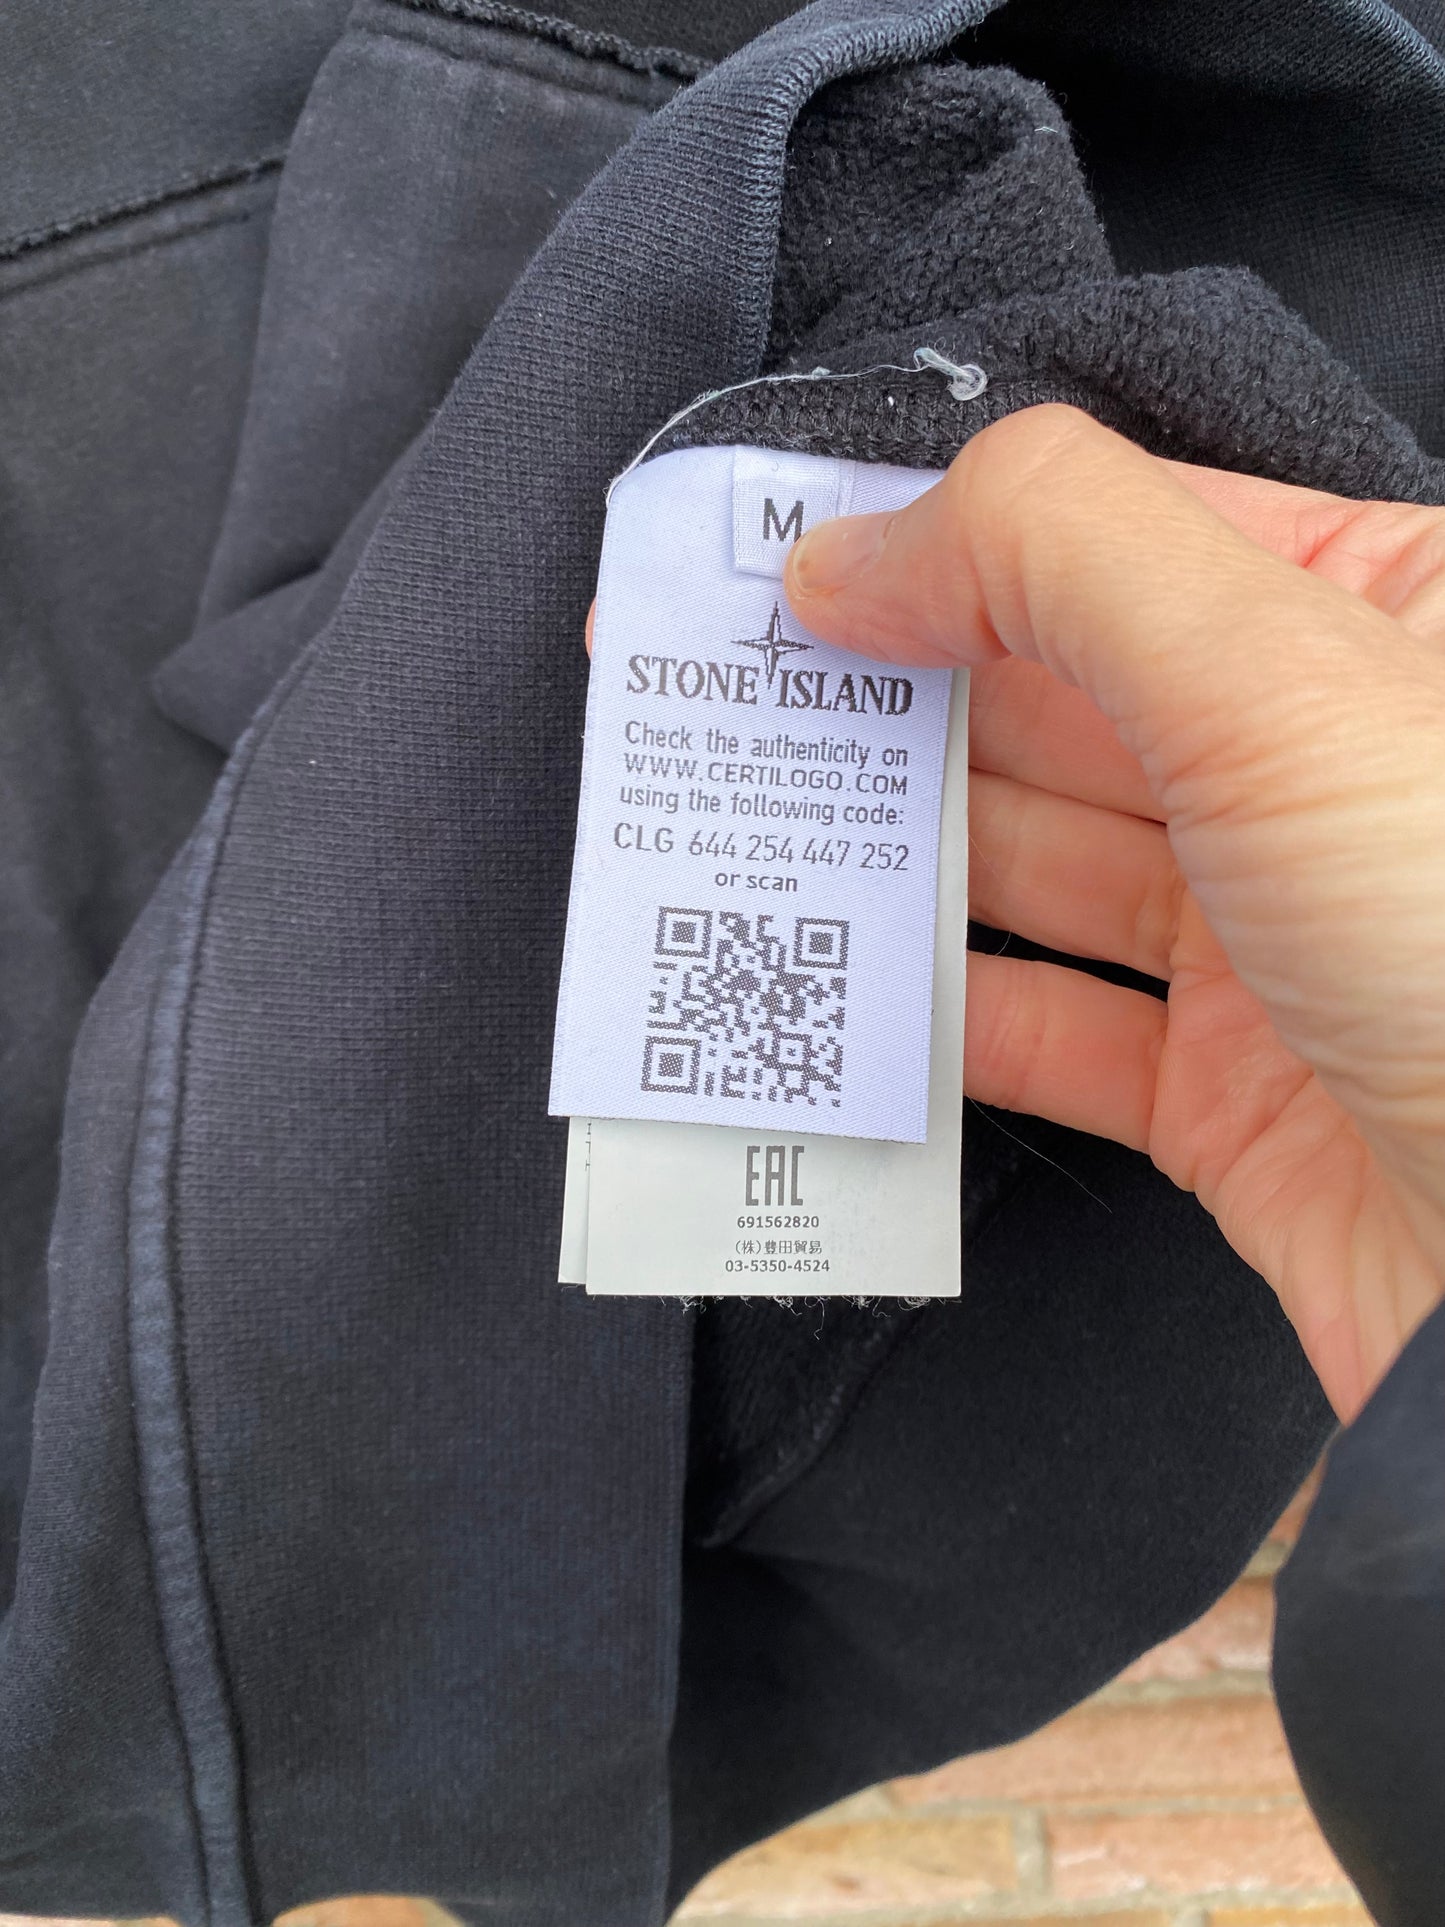 M
STONE ISLAND
Check the authenticity on
WWW.CERTILOGO.COM
using the following code:
CLG 644 254 447 252
or scan
EAC
691562820
(株)豊田貿易
03-5350-4524